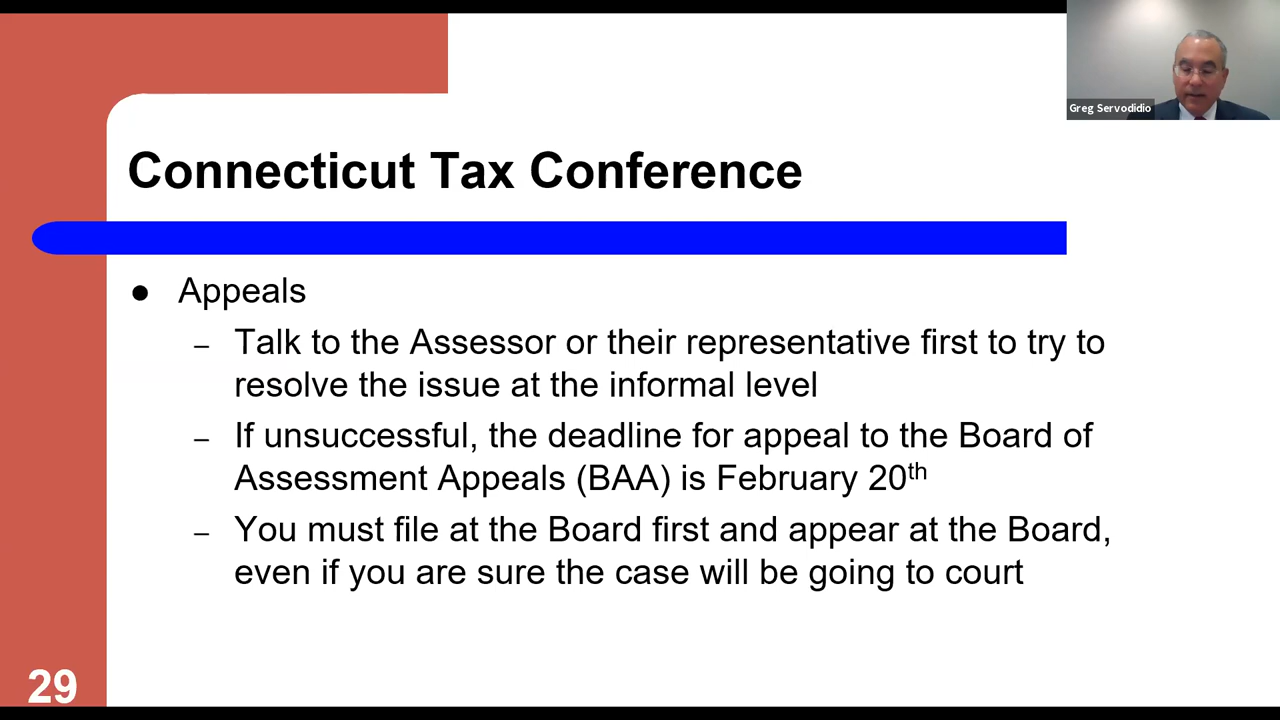 Greg Servodidio
Connecticut Tax Conference
● Appeals
– Talk to the Assessor or their representative first to try to
resolve the issue at the informal level
– If unsuccessful, the deadline for appeal to the Board of
Assessment Appeals (BAA) is February 20th
– You must file at the Board first and appear at the Board,
even if you are sure the case will be going to court
29